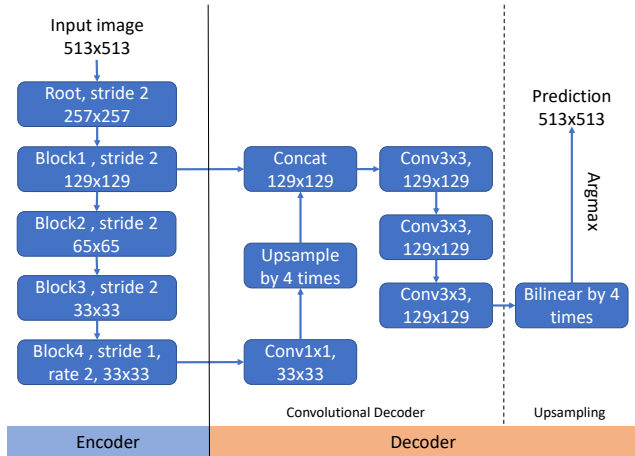 Input image
513x513
Root, stride 2
257x257
Block1 , stride 2
129x129
Block2 , stride 2
65x65
Block3 , stride 2
33x33
Block4 , stride 1,
rate 2, 33x33
Concat
129x129
Upsample
by 4 times
Conv1x1,
33x33
Conv3x3,
129x129
Conv3x3,
129x129
Conv3x3,
129x129
Prediction
513x513
Argmax
Bilinear by 4
times
Convolutional Decoder
Upsampling
Encoder
Decoder